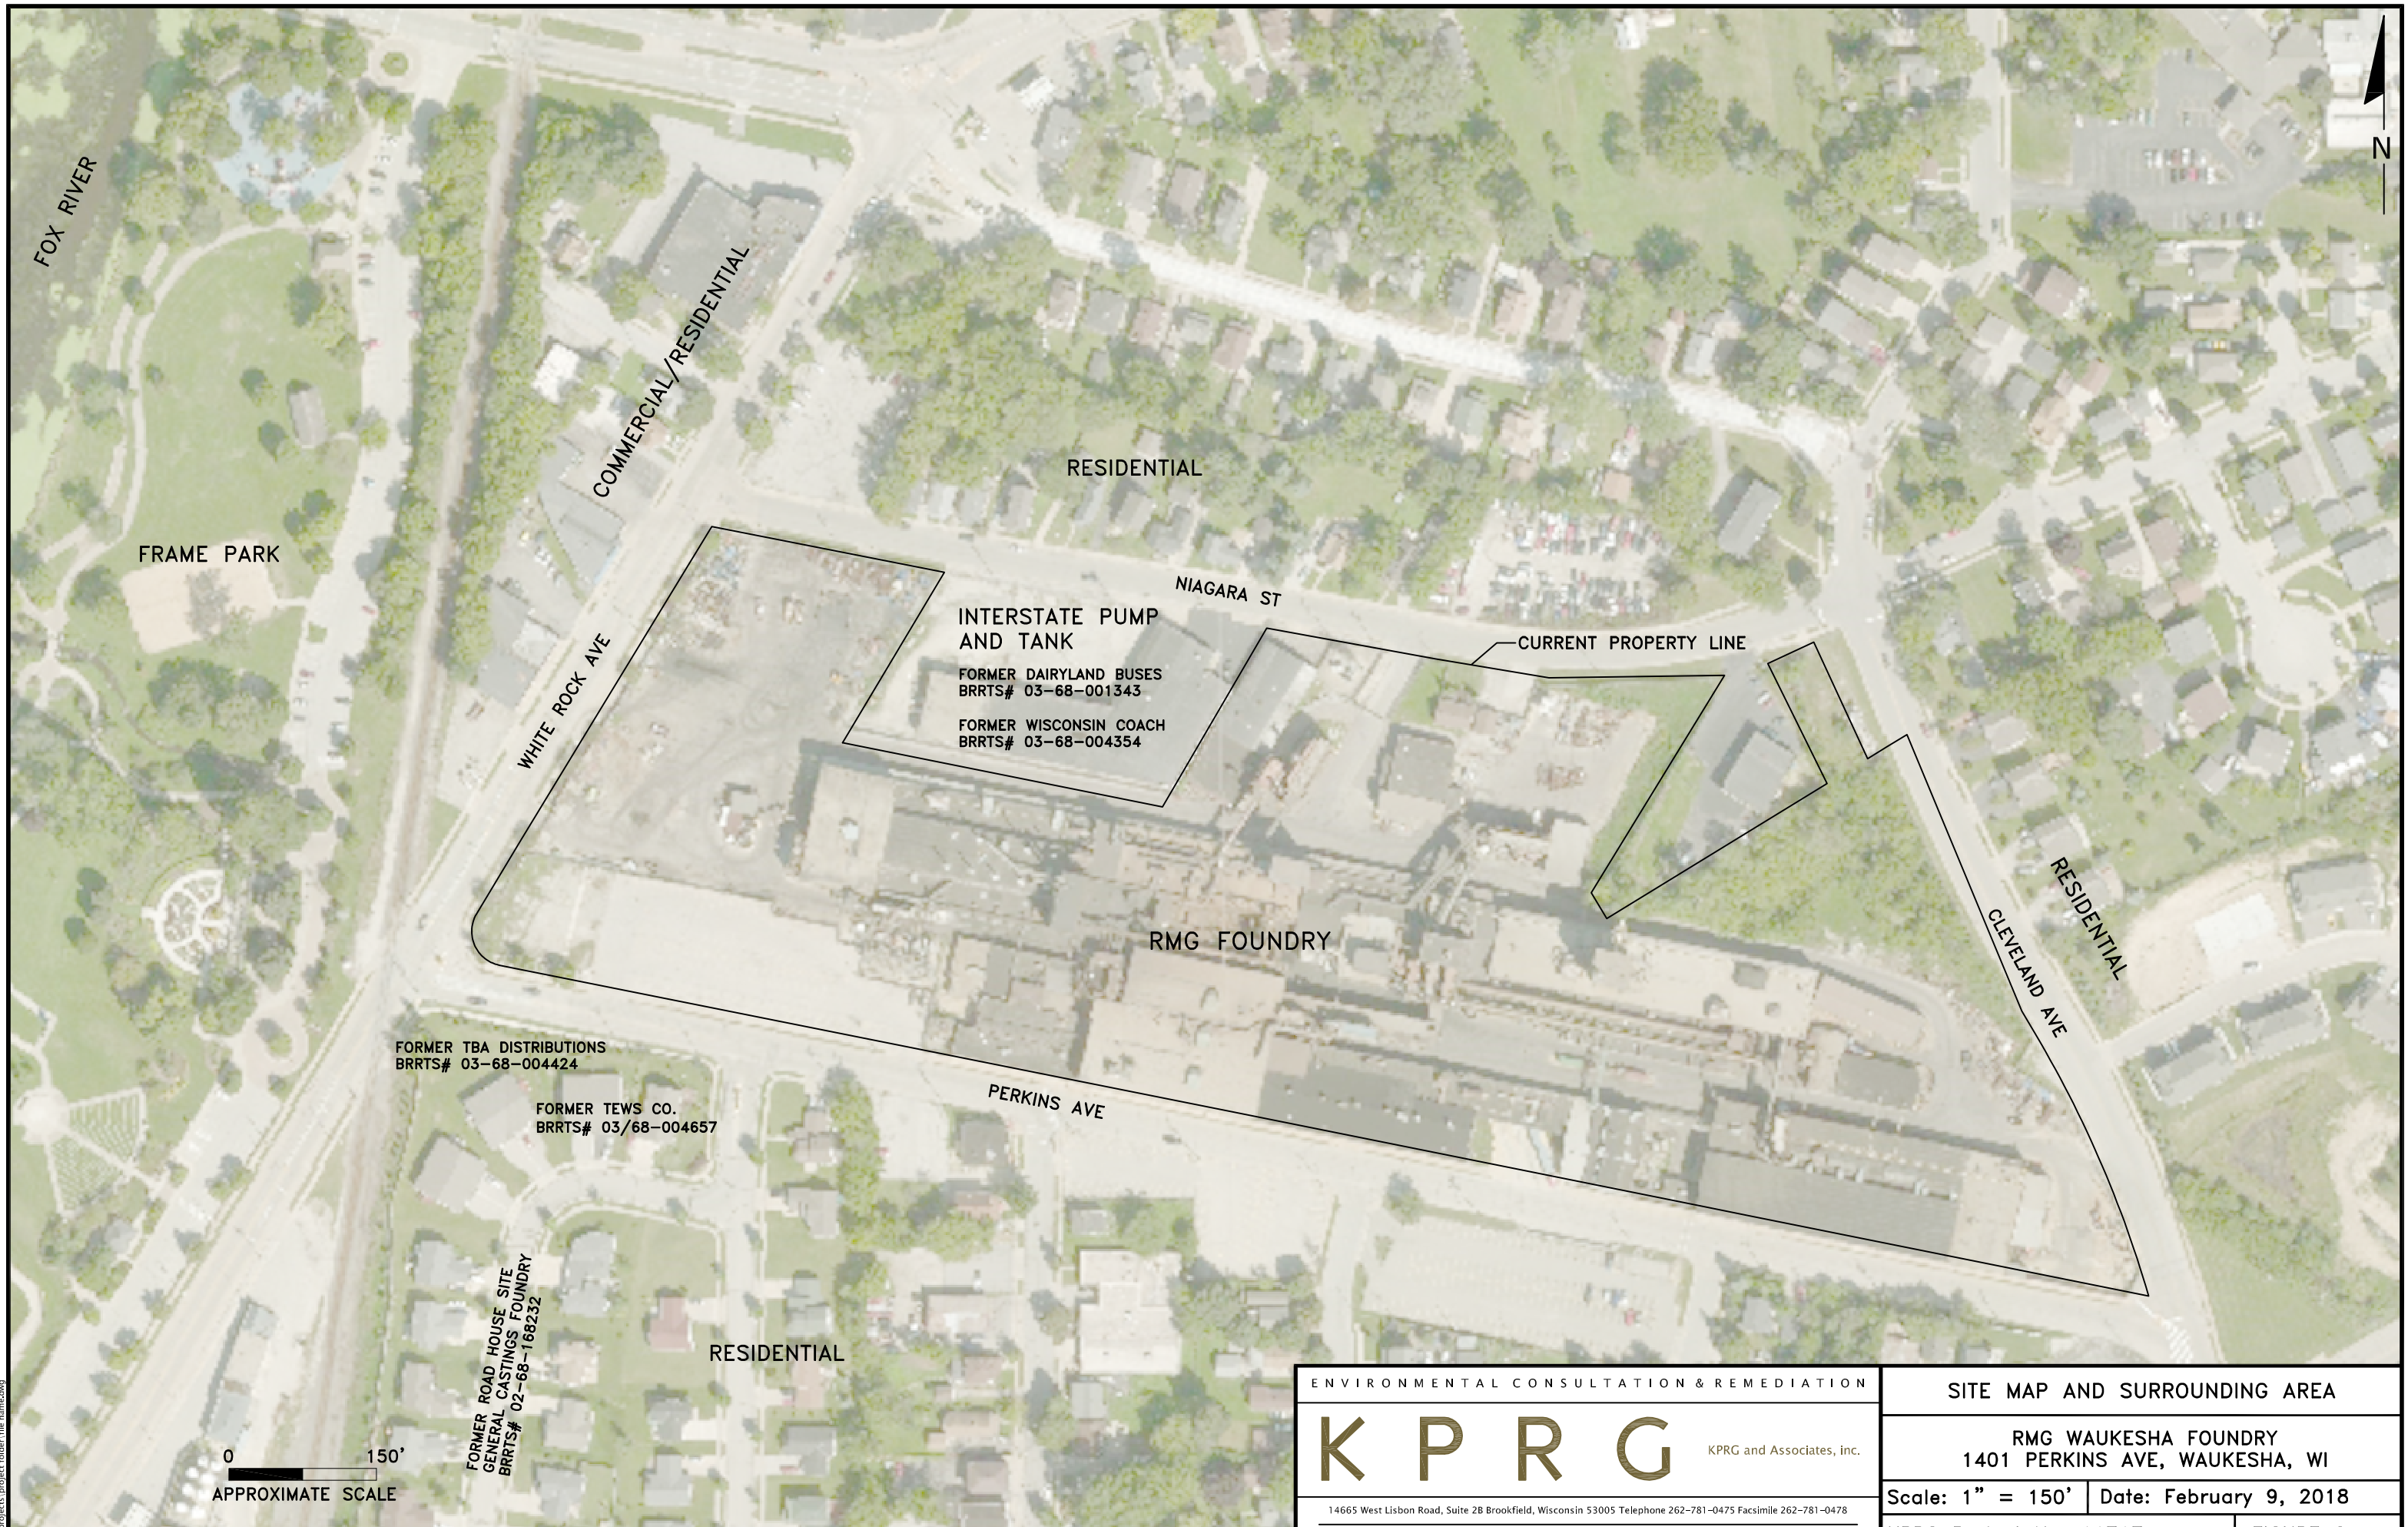 N
FOX RIVER
COMMERCIAL/RESIDENTIAL
RESIDENTIAL
FRAME PARK
NIAGARA ST
INTERSTATE PUMP
AND TANK
CURRENT PROPERTY LINE
FORMER DAIRYLAND BUSES
BRRTS# 03-68-001343
WHITE ROCK AVE
FORMER WISCONSIN COACH
BRRTS# 03-68-004354
RESIDENTIAL
RMG FOUNDRY
CLEVELAND AVE
FORMER TBA DISTRIBUTIONS
BRRTS# 03-68-004424
PERKINS AVE
FORMER TEWS CO.
BRRTS# 03/68-004657
FORMER ROAD HOUSE SITE
GENERAL CASTINGS FOUNDRY
BRRTS# 02-68-168232
RESIDENTIAL
0 150'
APPROXIMATE SCALE
ENVIRONMENTAL CONSULTATION & REMEDIATION
KPRG
KPRG and Associates, inc.
14665 West Lisbon Road, Suite 2B Brookfield, Wisconsin 53005 Telephone 262-781-0475 Facsimile 262-781-0478
SITE MAP AND SURROUNDING AREA
RMG WAUKESHA FOUNDRY
1401 PERKINS AVE, WAUKESHA, WI
Scale: 1" = 150'
Date: February 9, 2018